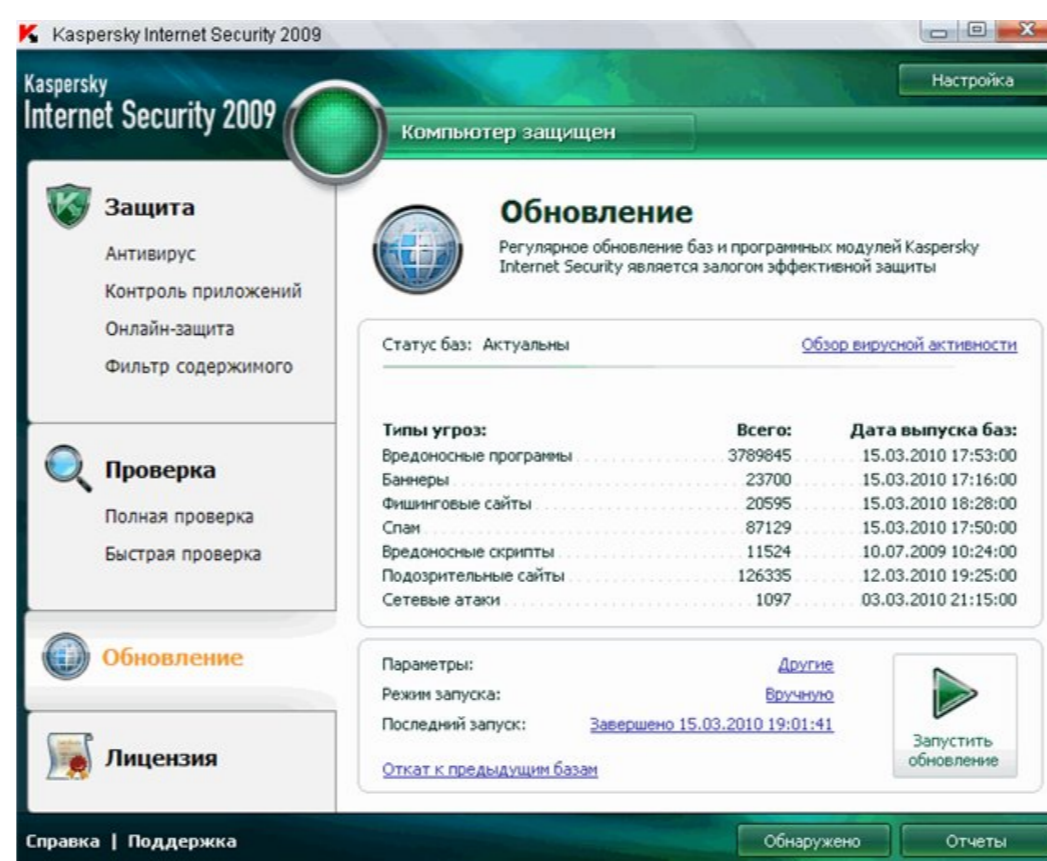 Kaspersky Internet Security 2009
Kaspersky
Internet Security 2009
Настройка
Компьютер защищен
Защита
Антивирус
Контроль приложений
Онлайн-защита
Фильтр содержимого
Проверка
Полная проверка
Быстрая проверка
Обновление
Лицензия
Обновление
Регулярное обновление баз и программных модулей Kaspersky
Internet Security является залогом эффективной защиты
Статус баз: Актуальны Обзор вирусной активности
Типы угроз: Всего: Дата выпуска баз:
Вредоносные программы 3789845 15.03.2010 17:53:00
Баннеры 23700 15.03.2010 17:16:00
Фишинговые сайты 20595 15.03.2010 18:28:00
Спам 87129 15.03.2010 17:50:00
Вредоносные скрипты 11524 10.07.2009 10:24:00
Подозрительные сайты 126335 12.03.2010 19:25:00
Сетевые атаки 1097 03.03.2010 21:15:00
Параметры: Другие
Режим запуска: Вручную
Последний запуск: Завершено 15.03.2010 19:01:41
Откат к предыдущим базам
Запустить
обновление
Справка | Поддержка
Обнаружено
Отчеты